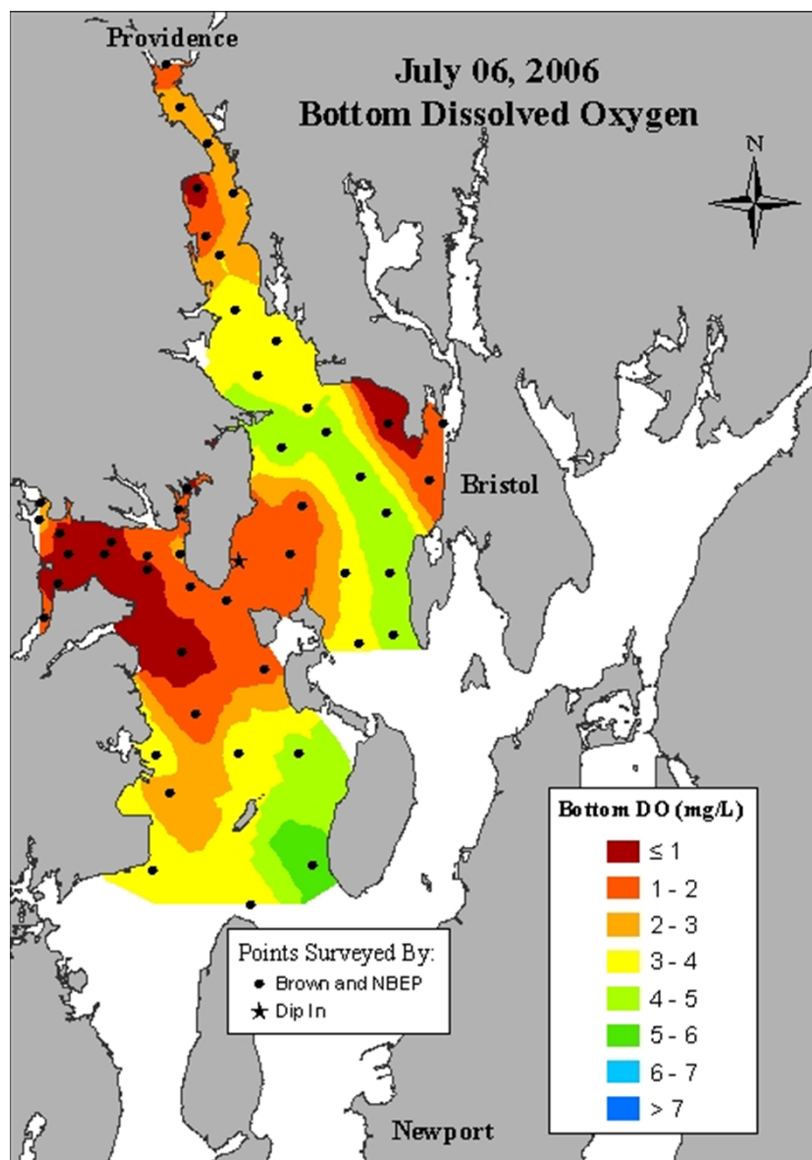 Providence
July 06, 2006
Bottom Dissolved Oxygen
N
Bristol
Bottom DO (mg/L)
≤ 1
1 - 2
2 - 3
3 - 4
4 - 5
5 - 6
6 - 7
> 7
Points Surveyed By:
Brown and NBEP
Dip In
Newport